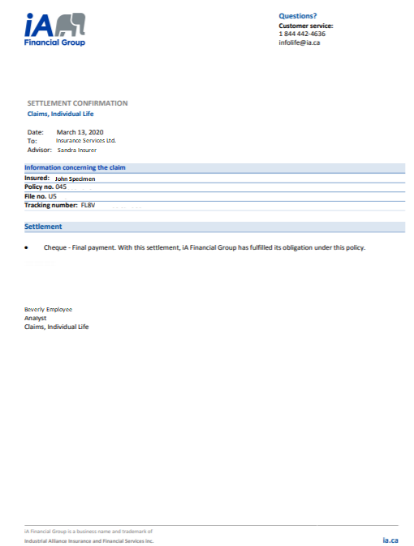 iA
Financial Group
Questions?
Customer service:
1 844 442-4636
infolife@ia.ca
SETTLEMENT CONFIRMATION
Claims, Individual Life
Date: March 13, 2020
To: Insurance Services Ltd.
Advisor: Sandra Insurer
Information concerning the claim
Insured: John Specimen
Policy no. 045
File no. US
Tracking number: FL8V
Settlement
• Cheque - Final payment. With this settlement, iA Financial Group has fulfilled its obligation under this policy.
Beverly Employee
Analyst
Claims, Individual Life
iA Financial Group is a business name and trademark of
Industrial Alliance Insurance and Financial Services Inc.
ia.ca